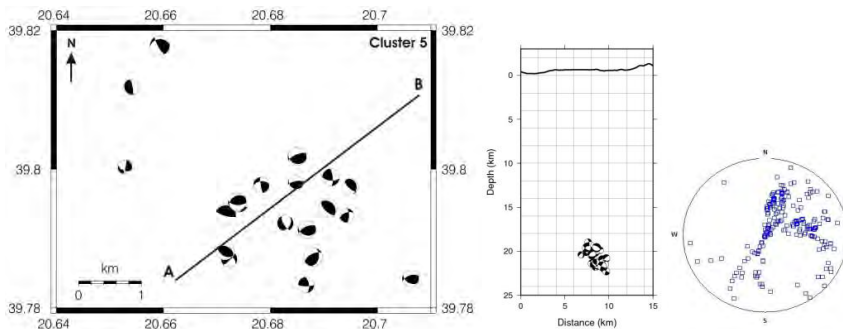 20.64 20.66 20.68 20.7
39.82 39.82
N
Cluster 5
B
39.8 39.8
A
km
0 1
39.78 39.78
20.64 20.66 20.68 20.7
0
5
10
15
20
25
Depth (km)
0 5 10 15
Distance (km)
N
W
S